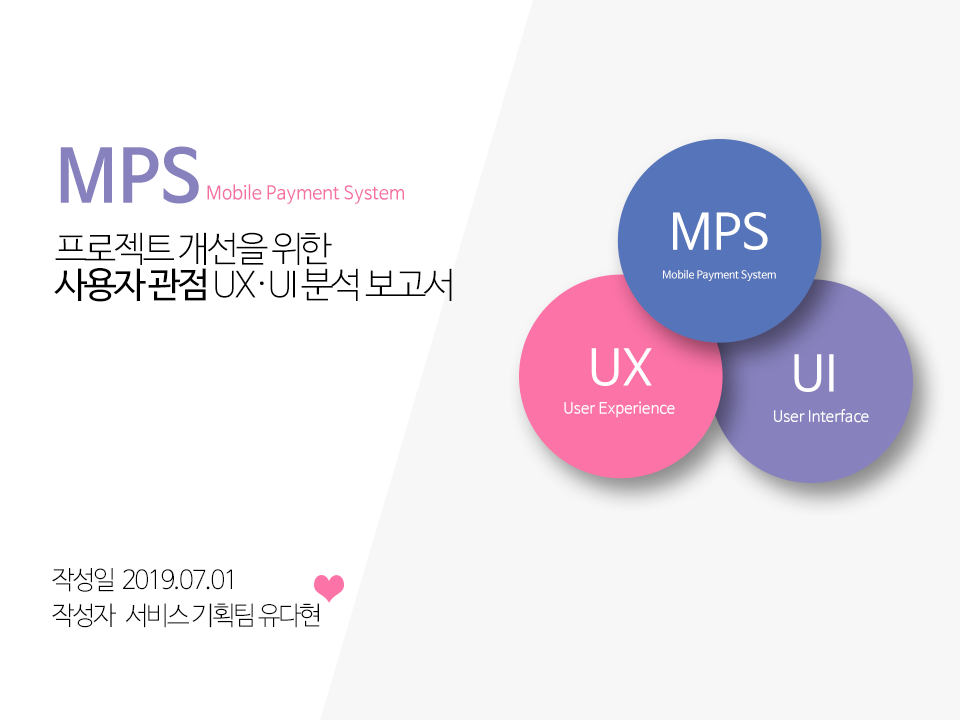 MPS Mobile Payment System
프로젝트 개선을 위한
사용자 관점 UX·UI 분석 보고서
MPS
Mobile Payment System
UX
User Experience
UI
User Interface
작성일 2019.07.01
작성자 서비스 기획팀 유다현